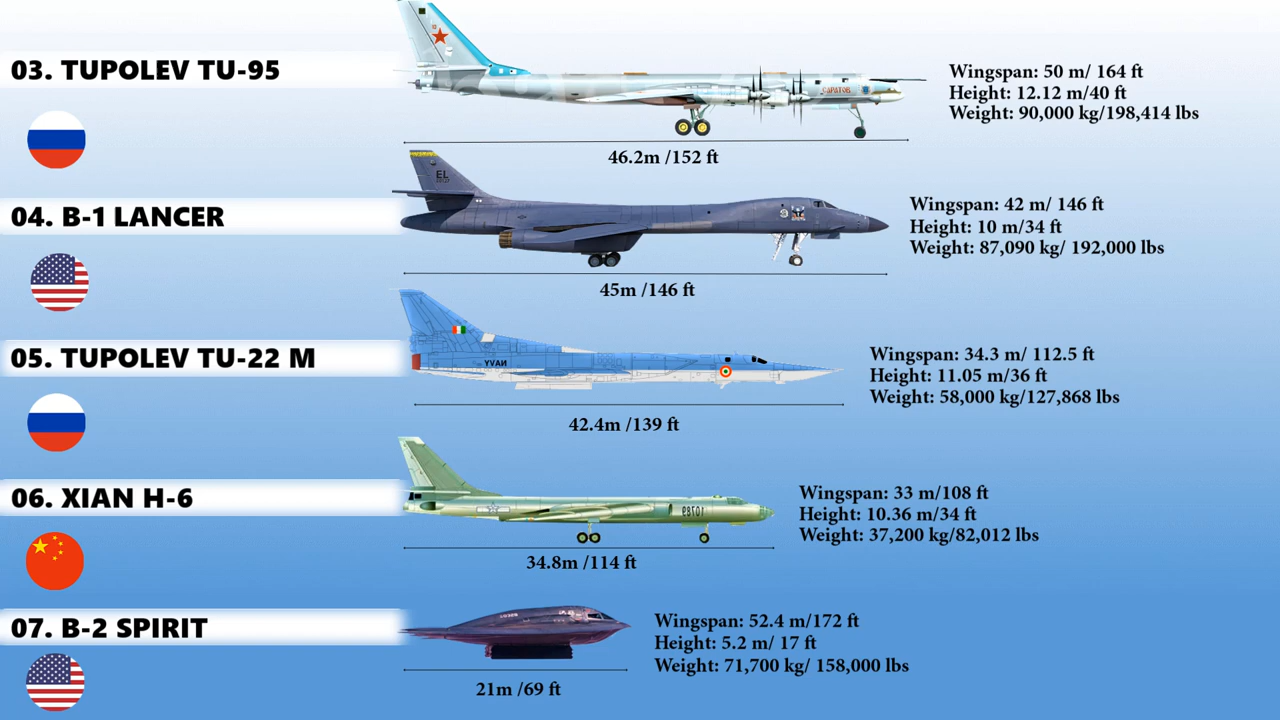 03. TUPOLEV TU-95
САРАТОВ
Wingspan: 50 m/ 164 ft
Height: 12.12 m/40 ft
Weight: 90,000 kg/198,414 lbs
46.2m /152 ft
04. B-1 LANCER
EL
Wingspan: 42 m/ 146 ft
Height: 10 m/34 ft
Weight: 87,090 kg/ 192,000 lbs
45m /146 ft
05. TUPOLEV TU-22 M
NAVY
Wingspan: 34.3 m/ 112.5 ft
Height: 11.05 m/36 ft
Weight: 58,000 kg/127,868 lbs
42.4m /139 ft
06. XIAN H-6
10789
Wingspan: 33 m/108 ft
Height: 10.36 m/34 ft
Weight: 37,200 kg/82,012 lbs
34.8m /114 ft
07. B-2 SPIRIT
Wingspan: 52.4 m/172 ft
Height: 5.2 m/ 17 ft
Weight: 71,700 kg/ 158,000 lbs
21m /69 ft